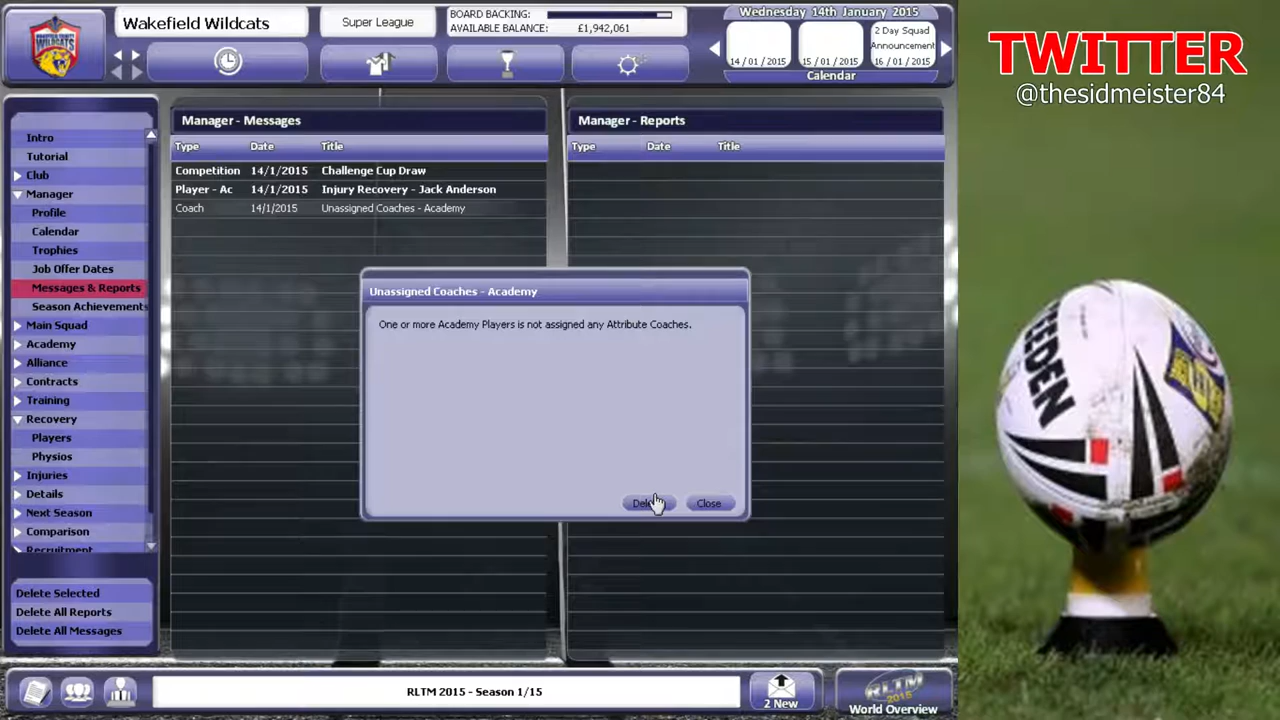 Wakefield Wildcats
Super League
BOARD BACKING:
AVAILABLE BALANCE: £1,942,061
Wednesday 14th January 2015
14 / 01 / 2015
15 / 01 / 2015
2 Day Squad
Announcement
16 / 01 / 2015
Calendar
TWITTER
@thesidmeister84
WILDCATS
Intro
Tutorial
Club
Manager
Profile
Calendar
Trophies
Job Offer Dates
Messages & Reports
Season Achievements
Main Squad
Academy
Alliance
Contracts
Training
Recovery
Players
Physios
Injuries
Details
Next Season
Comparison
Recruitment
Delete Selected
Delete All Reports
Delete All Messages
Manager - Messages
Type Date Title
Competition 14/1/2015 Challenge Cup Draw
Player - Ac 14/1/2015 Injury Recovery - Jack Anderson
Coach 14/1/2015 Unassigned Coaches - Academy
Manager - Reports
Type Date Title
Unassigned Coaches - Academy
One or more Academy Players is not assigned any Attribute Coaches.
Close
RLTM 2015 - Season 1/15
2 New
RLTM
2015
World Overview